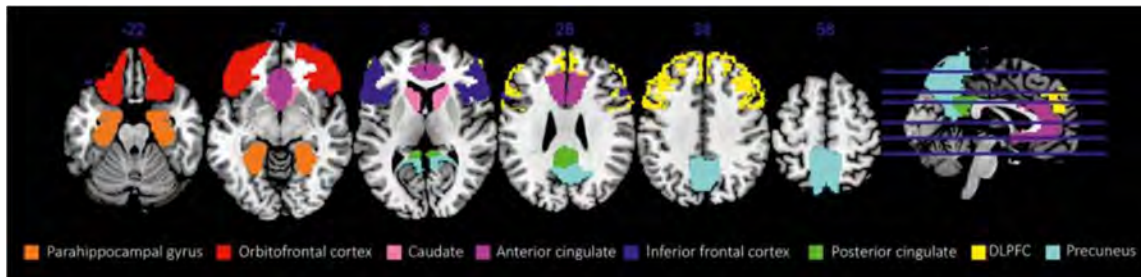 -22 -7 8 26 38 58
Parahippocampal gyrus Orbitofrontal cortex Caudate Anterior cingulate Inferior frontal cortex Posterior cingulate DLPFC Precuneus